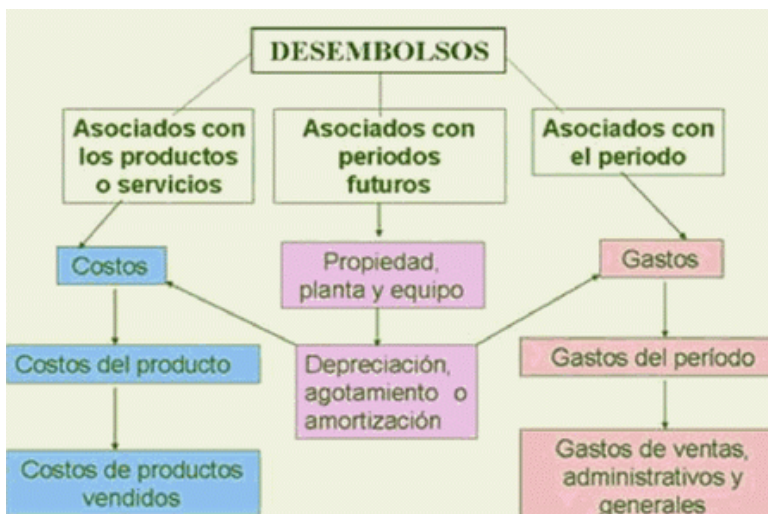 DESEMBOLSOS
Asociados con
los productos
o servicios
Asociados con
periodos
futuros
Asociados con
el periodo
Costos
Propiedad,
planta y equipo
Gastos
Costos del producto
Depreciación,
agotamiento o
amortización
Gastos del período
Costos de productos
vendidos
Gastos de ventas,
administrativos y
generales